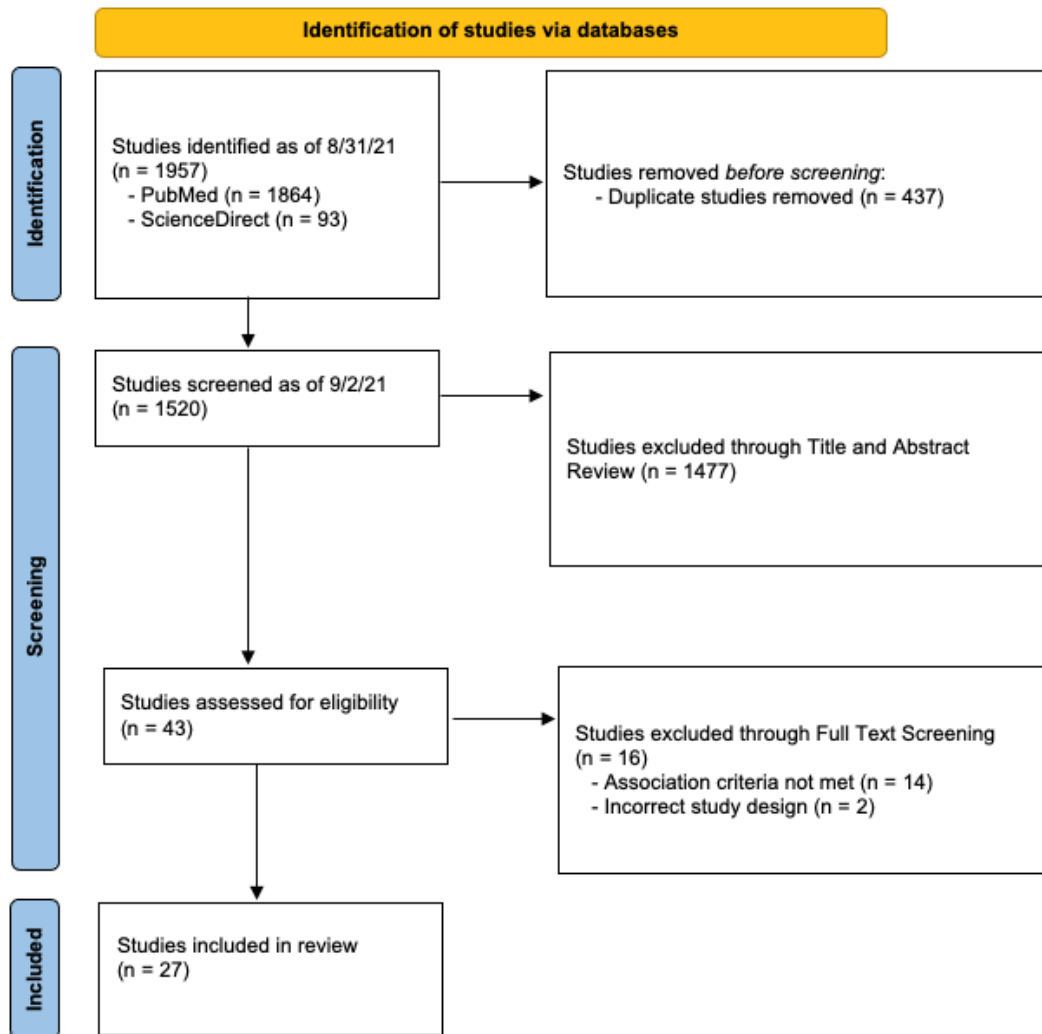 Identification of studies via databases
Identification
Studies identified as of 8/31/21
(n = 1957)
- PubMed (n = 1864)
- ScienceDirect (n = 93)
Studies removed before screening:
- Duplicate studies removed (n = 437)
Screening
Studies screened as of 9/2/21
(n = 1520)
Studies excluded through Title and Abstract
Review (n = 1477)
Studies assessed for eligibility
(n = 43)
Studies excluded through Full Text Screening
(n = 16)
- Association criteria not met (n = 14)
- Incorrect study design (n = 2)
Included
Studies included in review
(n = 27)